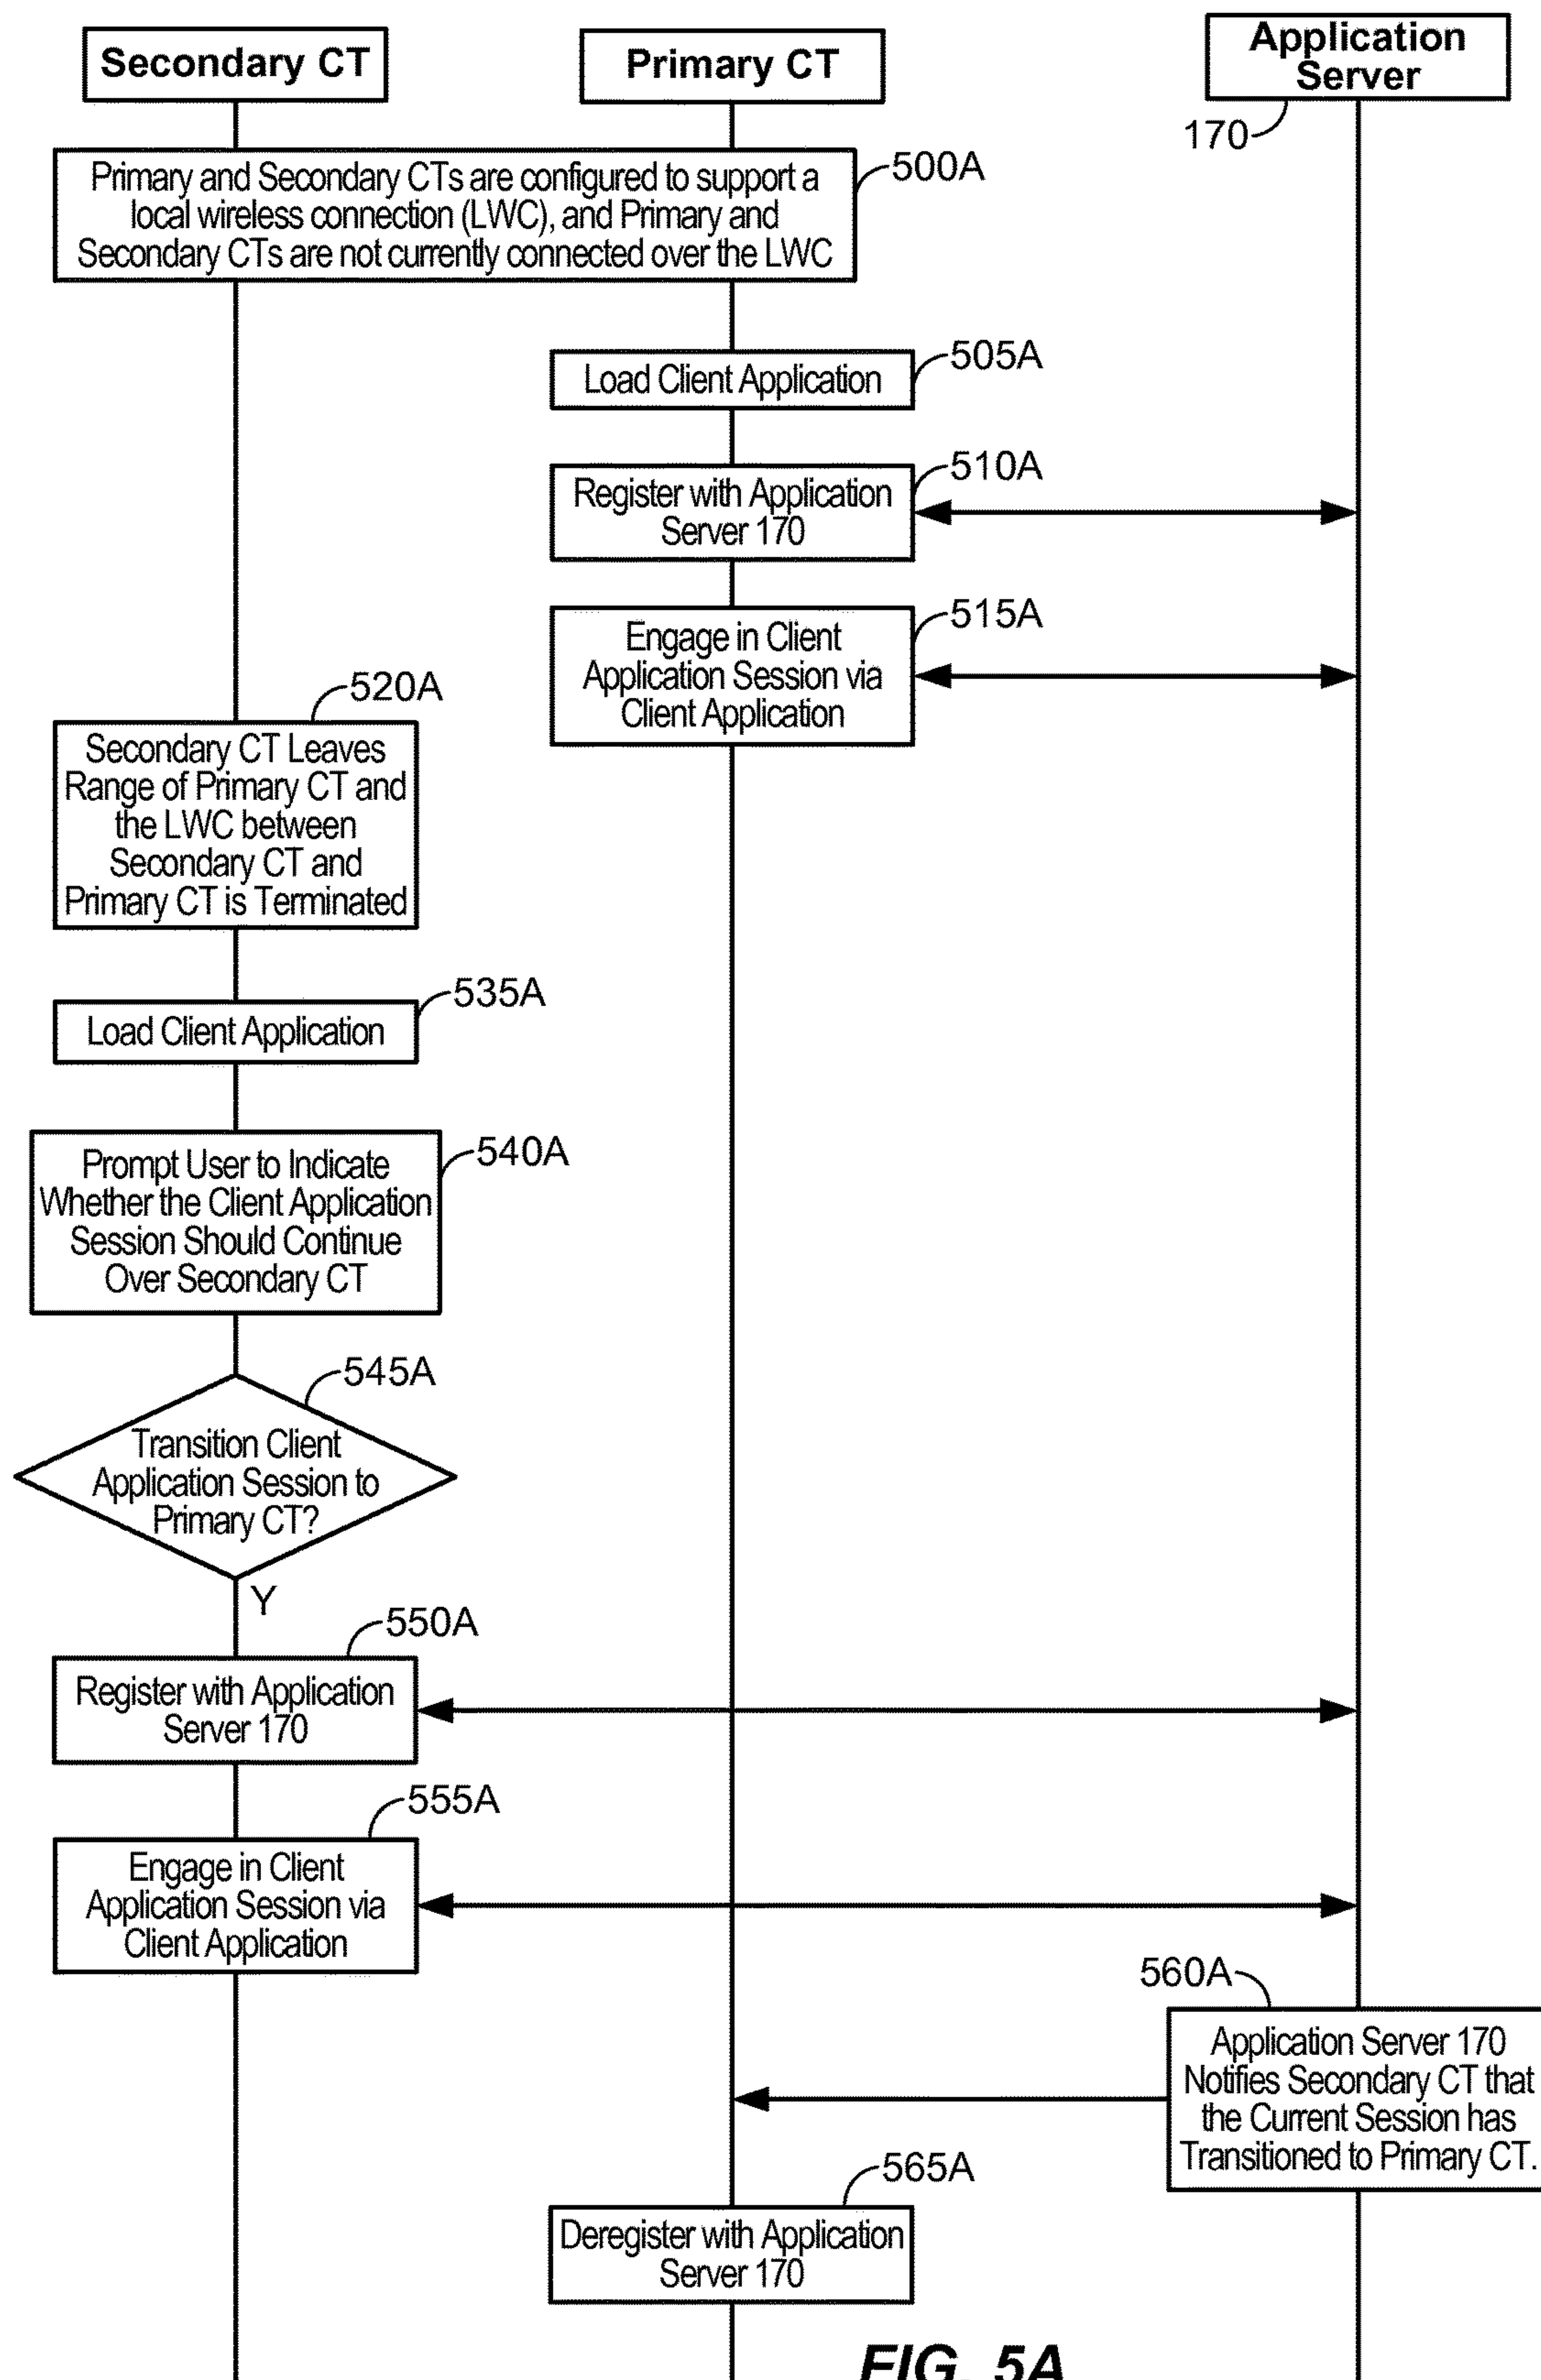 Secondary CT
Primary CT
Application
Server
170
Primary and Secondary CTs are configured to support a
local wireless connection (LWC), and Primary and
Secondary CTs are not currently connected over the LWC
500A
Load Client Application
505A
Register with Application
Server 170
510A
Engage in Client
Application Session via
Client Application
515A
520A
Secondary CT Leaves
Range of Primary CT and
the LWC between
Secondary CT and
Primary CT is Terminated
535A
Load Client Application
540A
Prompt User to Indicate
Whether the Client Application
Session Should Continue
Over Secondary CT
545A
Transition Client
Application Session to
Primary CT?
Y
550A
Register with Application
Server 170
555A
Engage in Client
Application Session via
Client Application
560A
Application Server 170
Notifies Secondary CT that
the Current Session has
Transitioned to Primary CT.
565A
Deregister with Application
Server 170
FIG. 5A